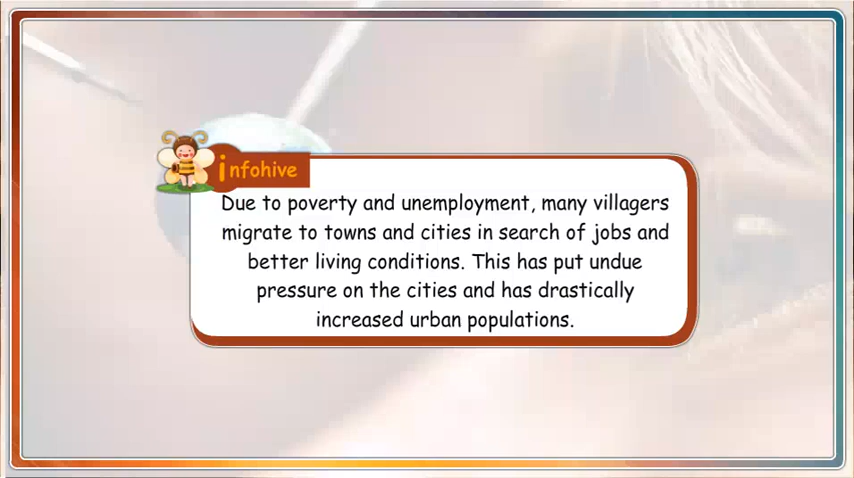 infohive
Due to poverty and unemployment, many villagers
migrate to towns and cities in search of jobs and
better living conditions. This has put undue
pressure on the cities and has drastically
increased urban populations.